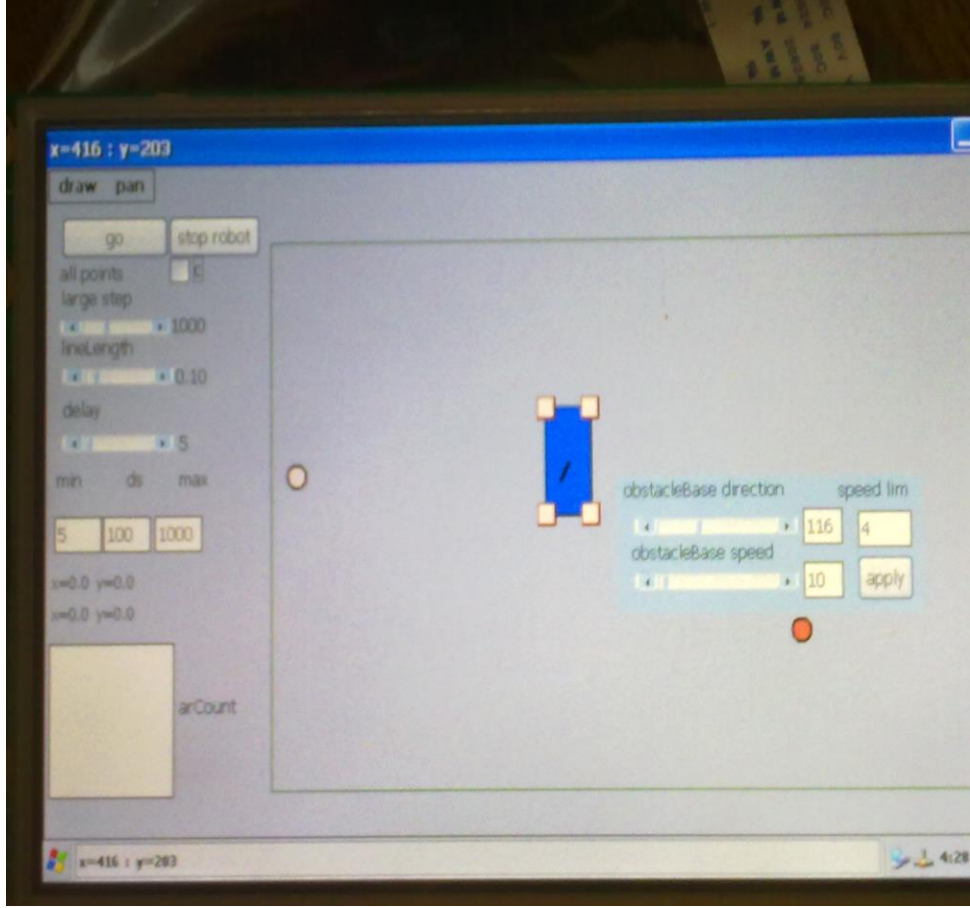 x=416 : y=203
draw pan
go stop robot
all points
large step
1000
lineLength
0.10
delay
5
min ds max
5 100 1000
x=0.0 y=0.0
x=0.0 y=0.0
arCount
obstacleBase direction speed lim
116 4
obstacleBase speed
10 apply
x=416 : y=203
4:28